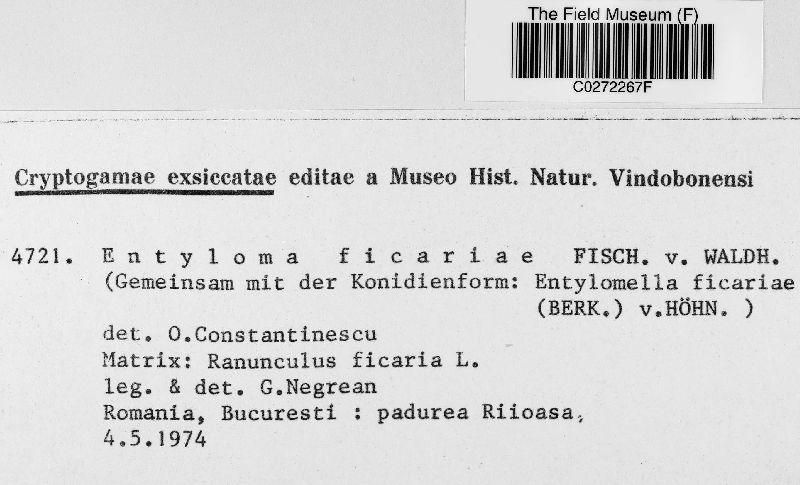 The Field Museum (F)
C0272267F
Cryptogamae exsiccatae editae a Museo Hist. Natur. Vindobonensi
4721. Entyloma ficariae FISCH. v. WALDH.
(Gemeinsam mit der Konidienform: Entylomella ficariae
(BERK.) v.HÖHN. )
det. O.Constantinescu
Matrix: Ranunculus ficaria L.
leg. & det. G.Negrean
Romania, Bucuresti : padurea Riioasa,
4.5.1974